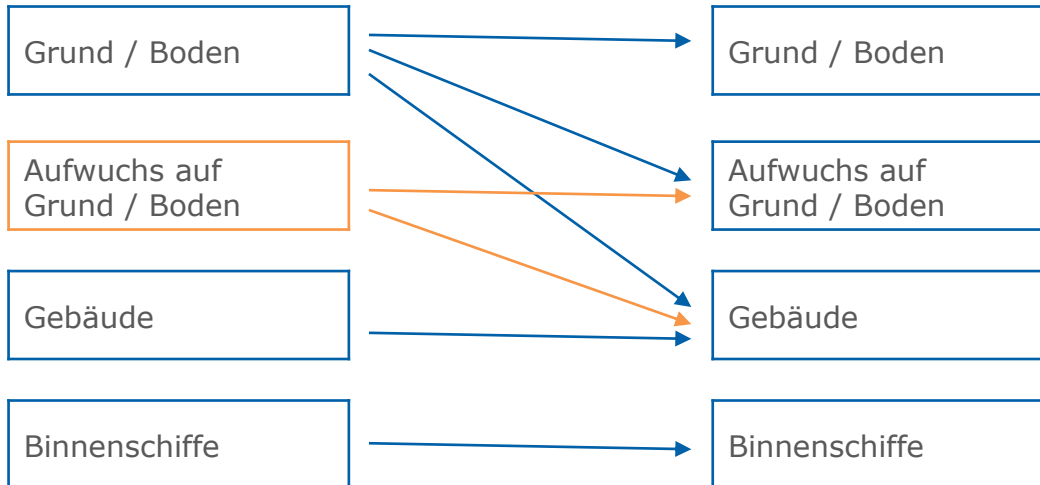 Grund / Boden
Grund / Boden
Aufwuchs auf
Grund / Boden
Aufwuchs auf
Grund / Boden
Gebäude
Gebäude
Binnenschiffe
Binnenschiffe